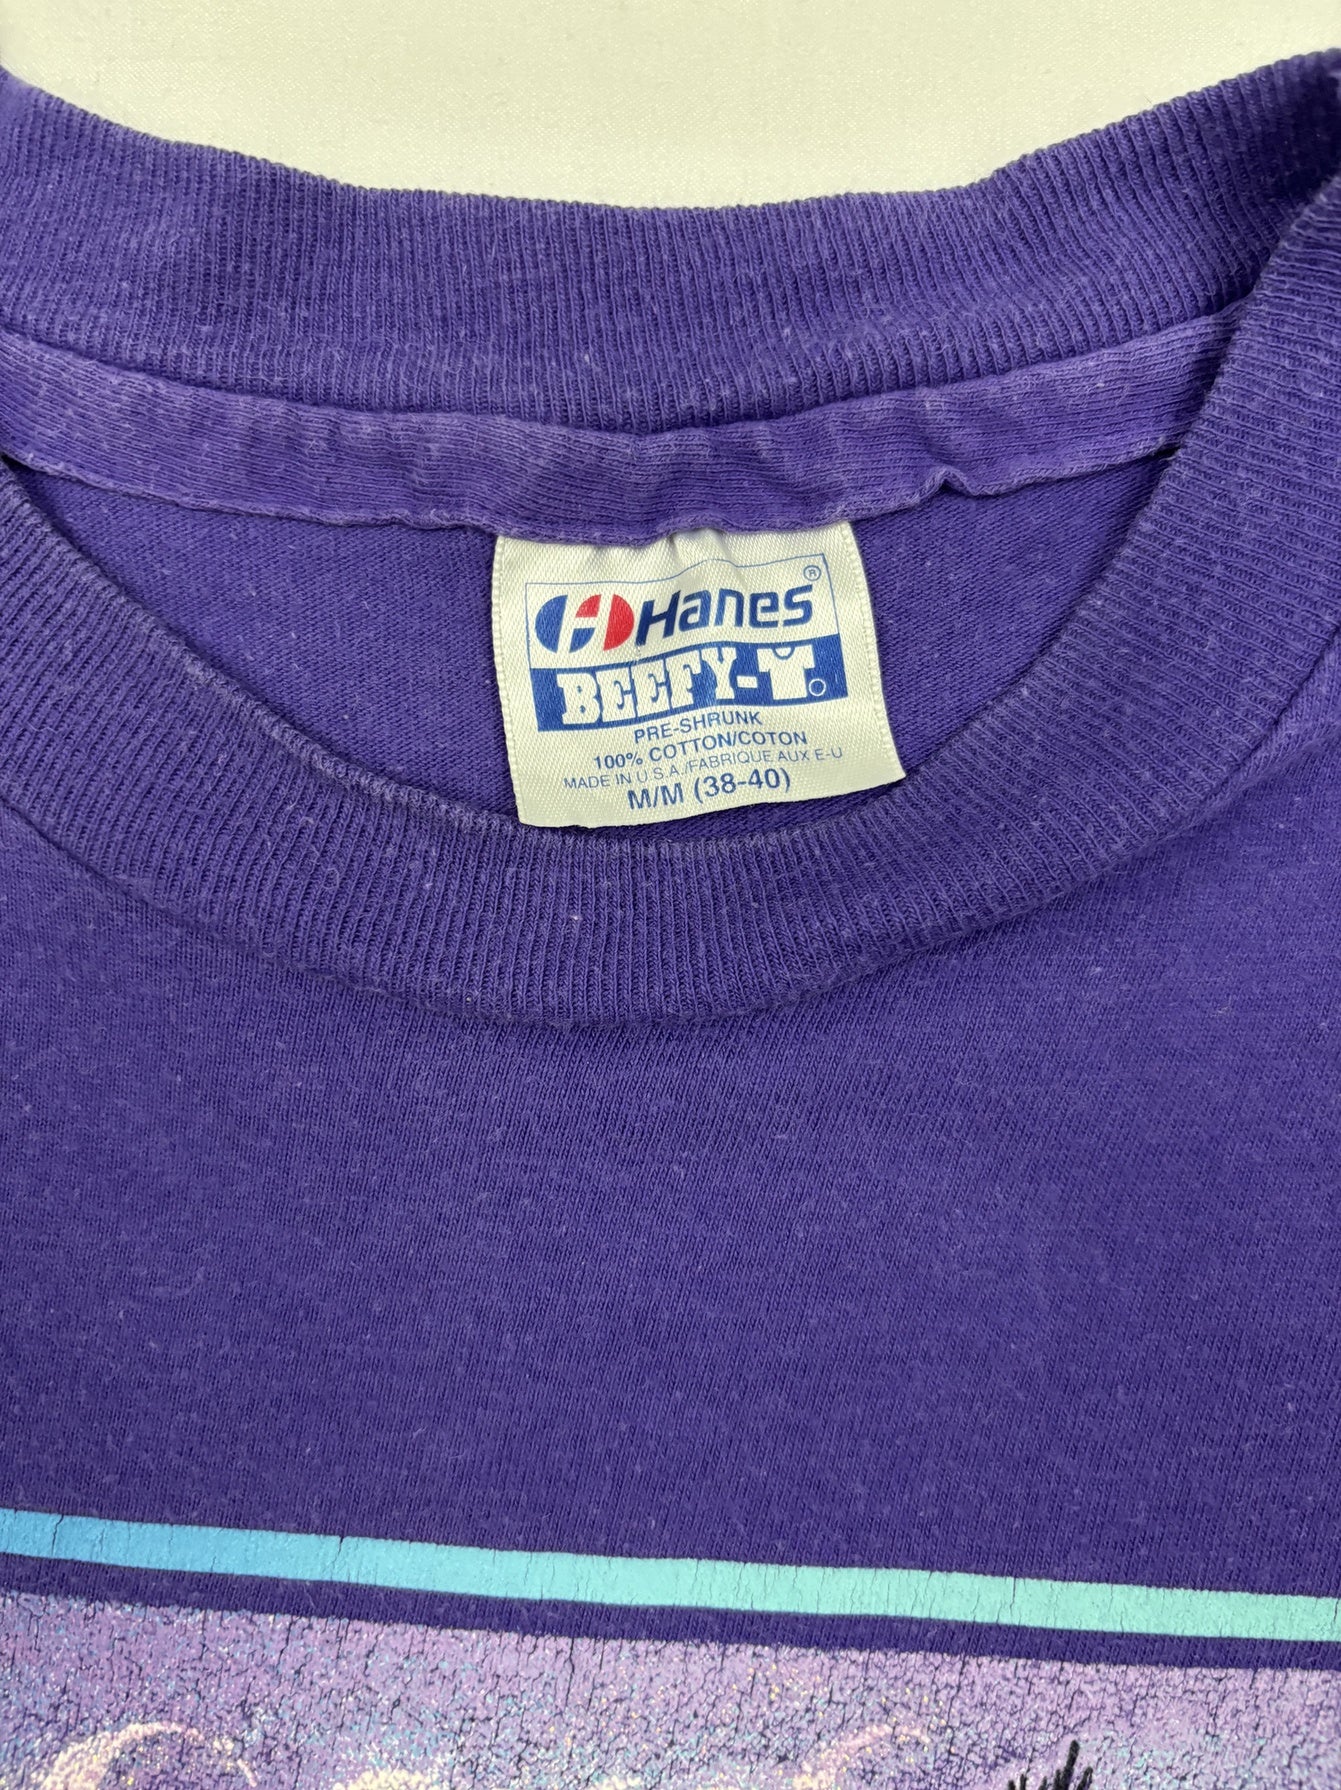 Hanes®
BEEFY-T.
PRE-SHRUNK
100% COTTON/COTON
MADE IN U.S.A./FABRIQUE AUX E-U
M/M (38-40)